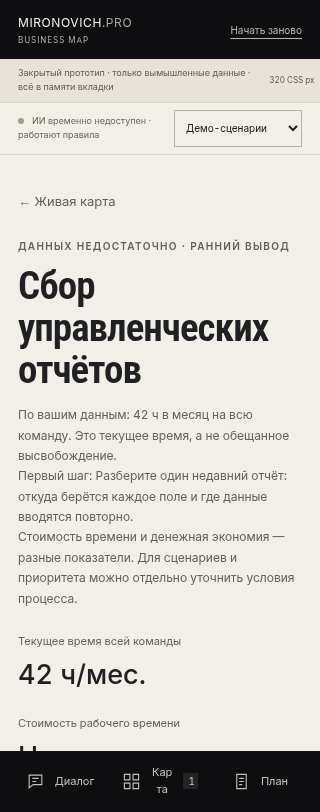 MIRONOVICH.PRO
BUSINESS MAP
Начать заново
Закрытый прототип · только вымышленные данные ·
всё в памяти вкладки
320 CSS px
ИИ временно недоступен ·
работают правила
Демо-сценарии
← Живая карта
ДАННЫХ НЕДОСТАТОЧНО · РАННИЙ ВЫВОД
Сбор
управленческих
отчётов
По вашим данным: 42 ч в месяц на всю
команду. Это текущее время, а не обещанное
высвобождение.
Первый шаг: Разберите один недавний отчёт:
откуда берётся каждое поле и где данные
вводятся повторно.
Стоимость времени и денежная экономия —
разные показатели. Для сценариев и
приоритета можно отдельно уточнить условия
процесса.
Текущее время всей команды
42 ч/мес.
Стоимость рабочего времени
Диалог
Кар
та
1
План